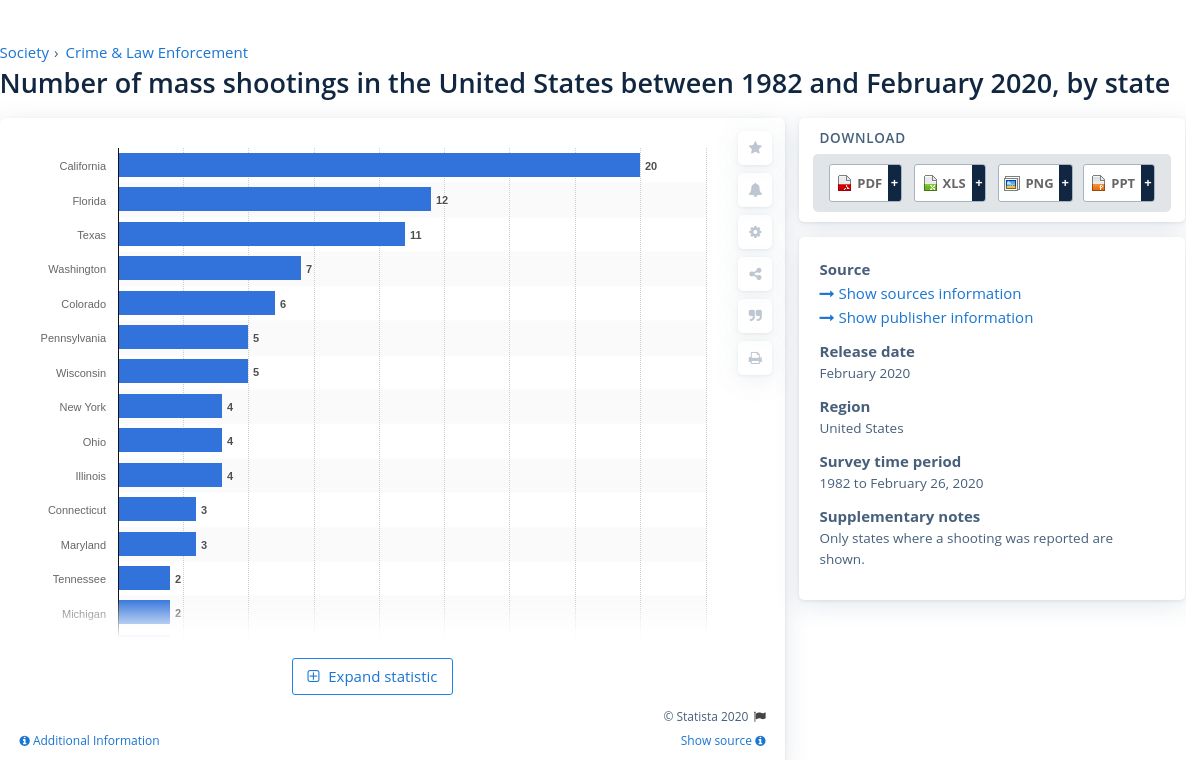 Society › Crime & Law Enforcement
Number of mass shootings in the United States between 1982 and February 2020, by state
California 20
Florida 12
Texas 11
Washington 7
Colorado 6
Pennsylvania 5
Wisconsin 5
New York 4
Ohio 4
Illinois 4
Connecticut 3
Maryland 3
Tennessee 2
Michigan 2
Expand statistic
© Statista 2020
Additional Information
Show source
DOWNLOAD
PDF + XLS + PNG + PPT +
Source
Show sources information
Show publisher information
Release date
February 2020
Region
United States
Survey time period
1982 to February 26, 2020
Supplementary notes
Only states where a shooting was reported are
shown.